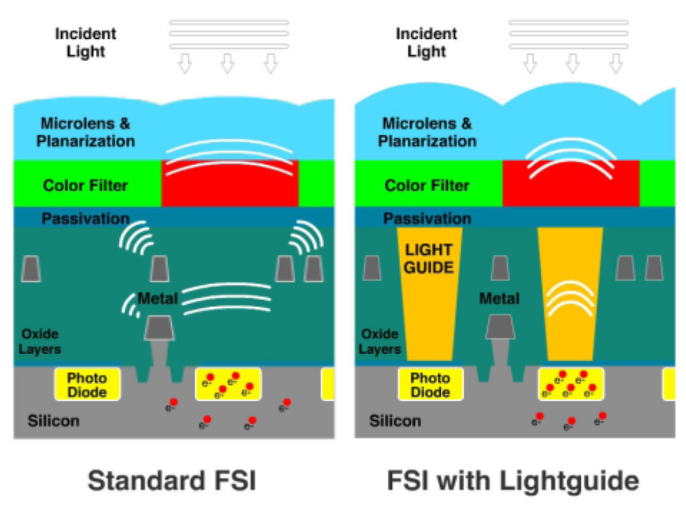 Incident
Light
Microlens &
Planarization
Color Filter
Passivation
Metal
Oxide
Layers
Photo
Diode
e-
e-
e-
e-
e-
e-
e-
e-
Silicon
Standard FSI
Incident
Light
Microlens &
Planarization
Color Filter
Passivation
LIGHT
GUIDE
Metal
Oxide
Layers
Photo
Diode
e-
e-
e-
e-
e-
e-
e-
e-
Silicon
FSI with Lightguide